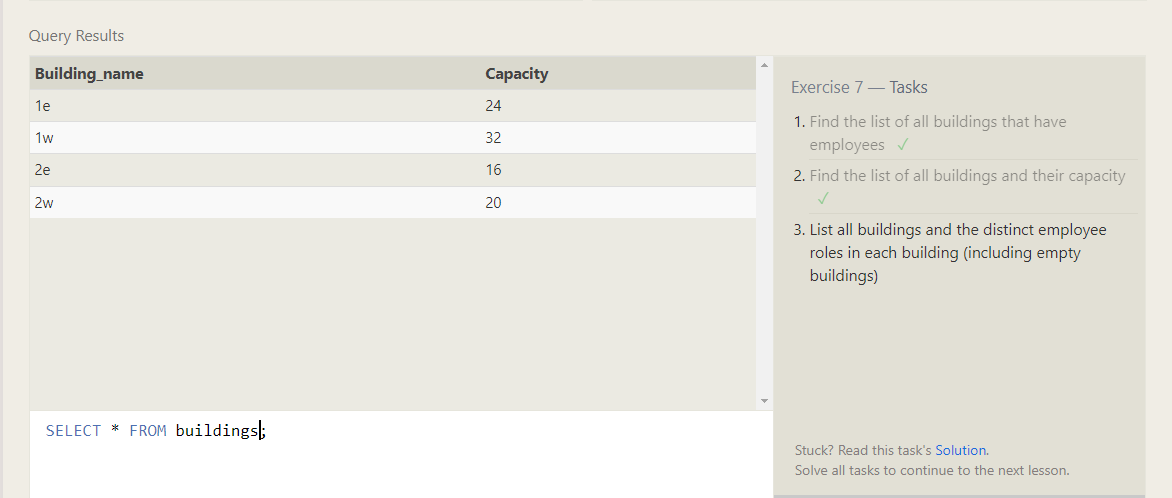 Query Results
Building_name Capacity
1e 24
1w 32
2e 16
2w 20
SELECT * FROM buildings;
Exercise 7 — Tasks
1. Find the list of all buildings that have
employees ✓
2. Find the list of all buildings and their capacity
✓
3. List all buildings and the distinct employee
roles in each building (including empty
buildings)
Stuck? Read this task's Solution.
Solve all tasks to continue to the next lesson.